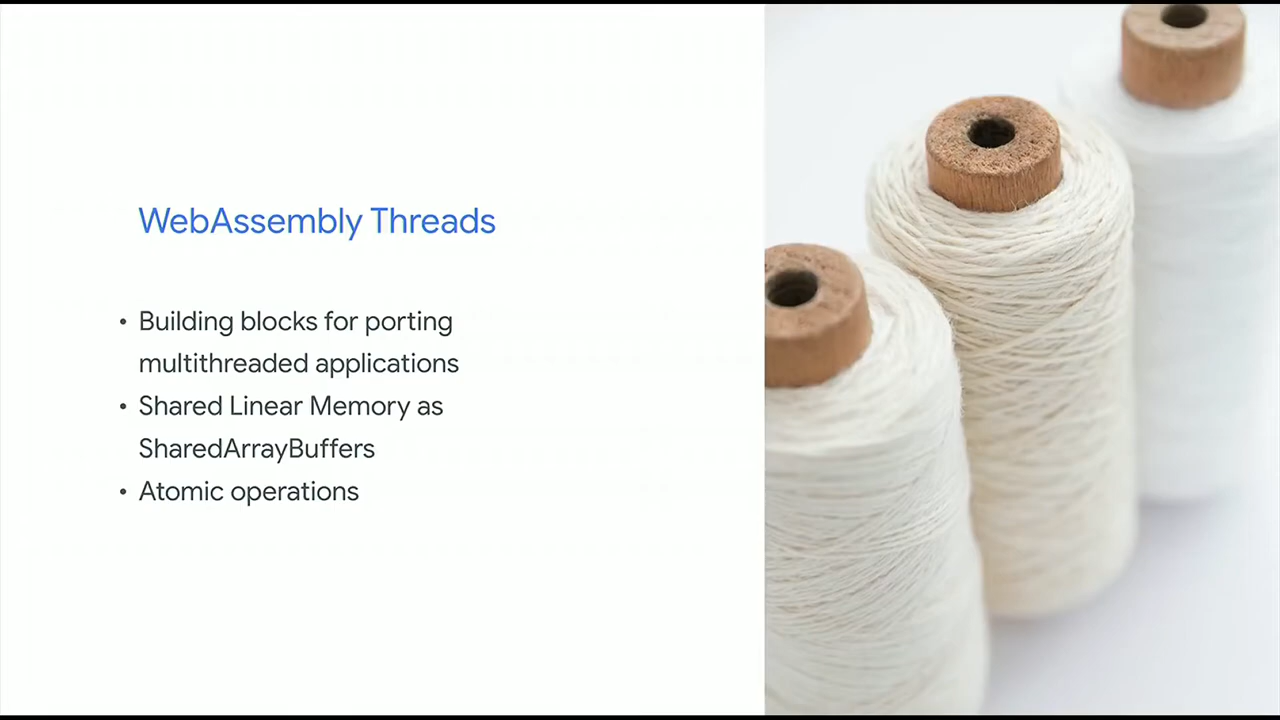 WebAssembly Threads
• Building blocks for porting
multithreaded applications
• Shared Linear Memory as
SharedArrayBuffers
• Atomic operations